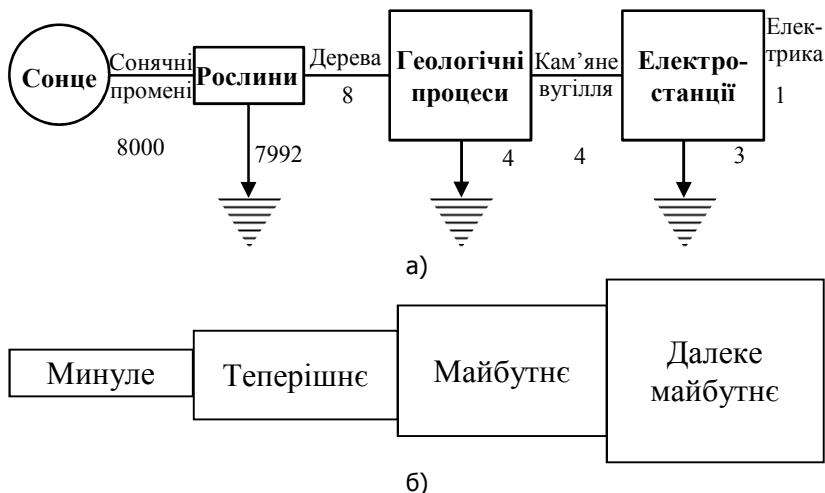 Сонце
Сонячні
промені
8000
Рослини
7992
Дерева
8
Геологічні
процеси
4
Кам’яне
вугілля
4
Електро-
станції
3
Елек-
трика
1
а)
Минуле
Теперішнє
Майбутнє
Далеке
майбутнє
б)